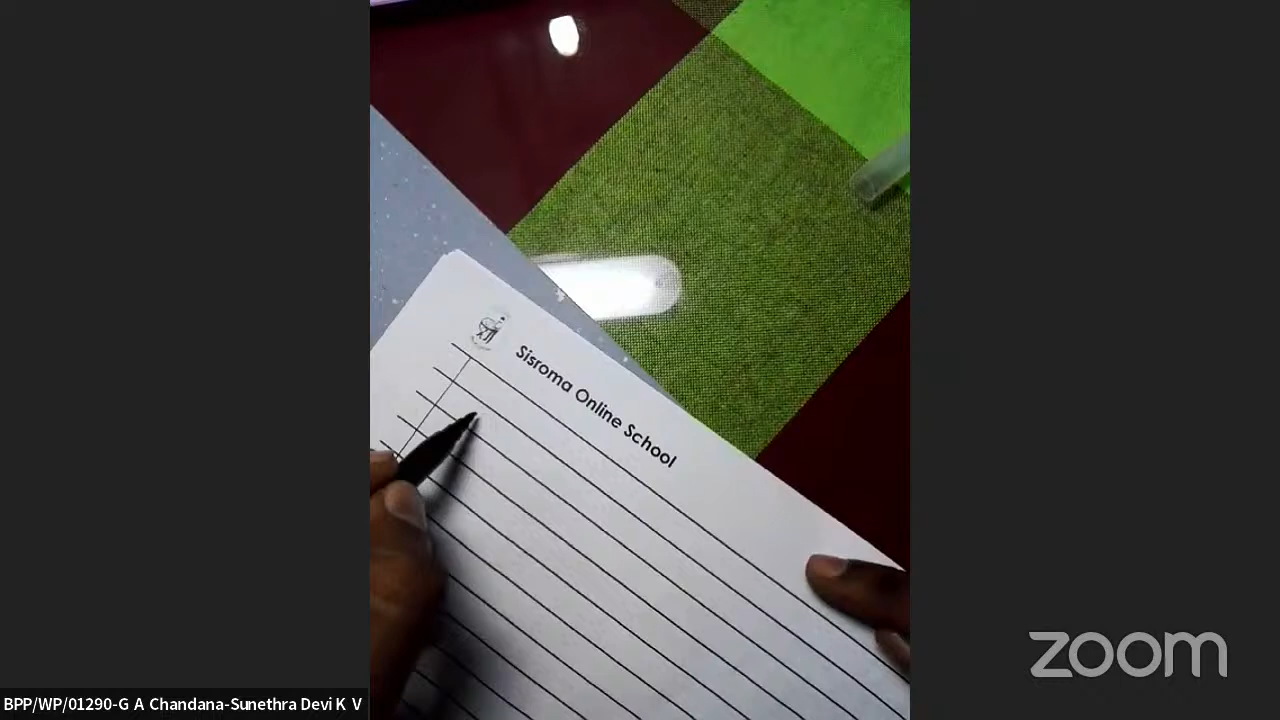 Sisroma Online School
zoom
BPP/WP/01290-G A Chandana-Sunethra Devi K V